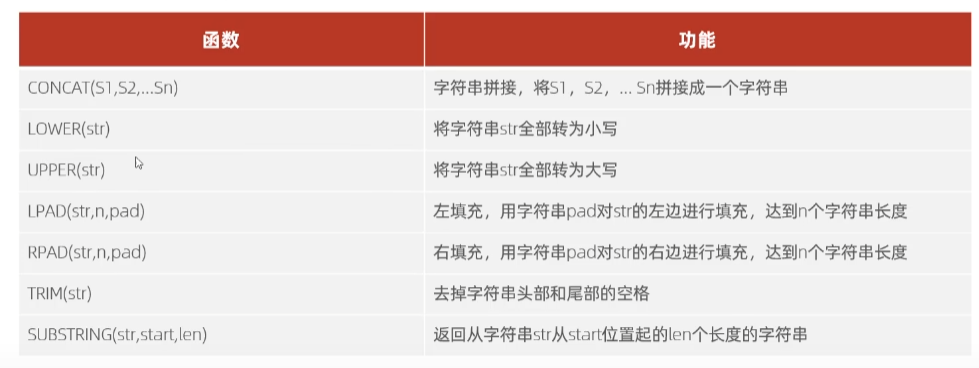 函数 功能
CONCAT(S1,S2,...Sn) 字符串拼接，将S1，S2，... Sn拼接成一个字符串
LOWER(str) 将字符串str全部转为小写
UPPER(str) 将字符串str全部转为大写
LPAD(str,n,pad) 左填充，用字符串pad对str的左边进行填充，达到n个字符串长度
RPAD(str,n,pad) 右填充，用字符串pad对str的右边进行填充，达到n个字符串长度
TRIM(str) 去掉字符串头部和尾部的空格
SUBSTRING(str,start,len) 返回从字符串str从start位置起的len个长度的字符串